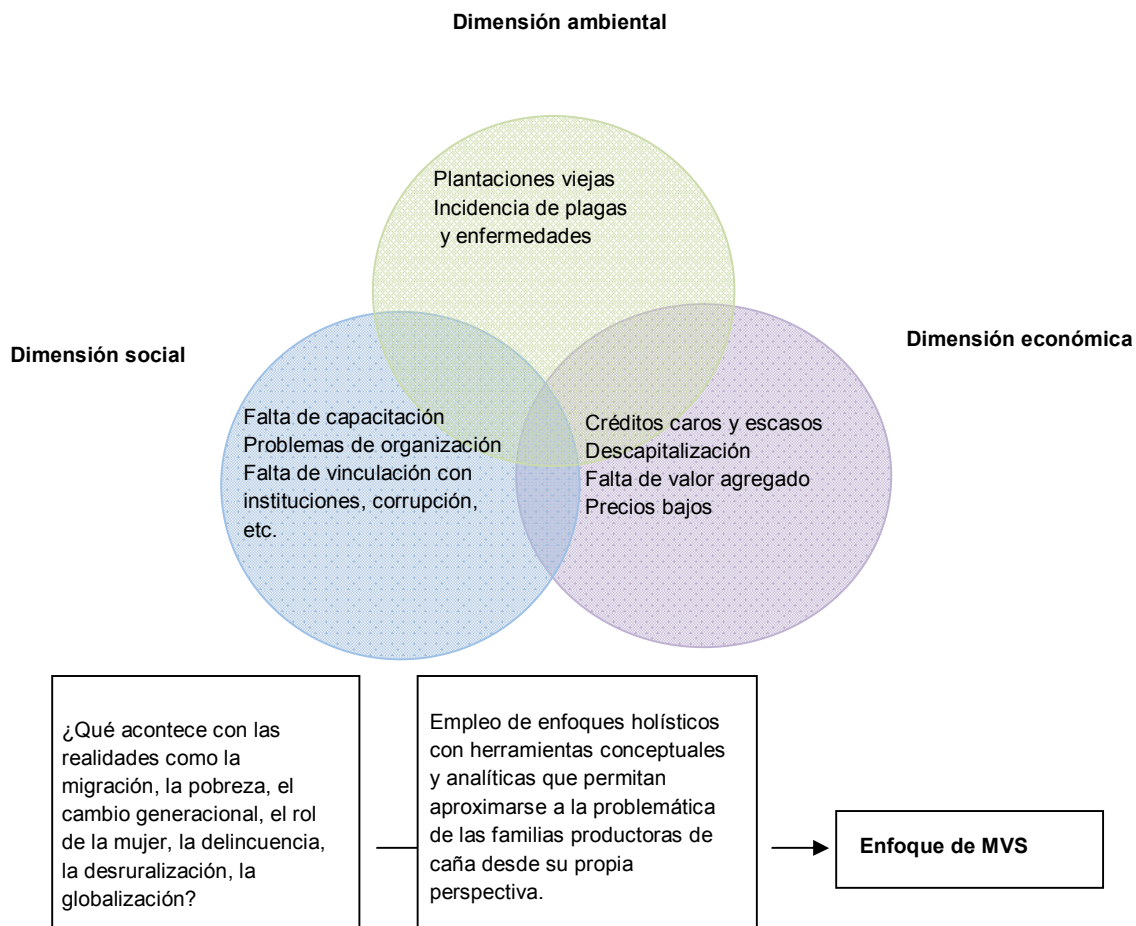 Dimensión ambiental
Plantaciones viejas
Incidencia de plagas
y enfermedades
Dimensión social
Dimensión económica
Falta de capacitación
Problemas de organización
Falta de vinculación con
instituciones, corrupción,
etc.
Créditos caros y escasos
Descapitalización
Falta de valor agregado
Precios bajos
¿Qué acontece con las
realidades como la
migración, la pobreza, el
cambio generacional, el rol
de la mujer, la delincuencia,
la desruralización, la
globalización?
Empleo de enfoques holísticos
con herramientas conceptuales
y analíticas que permitan
aproximarse a la problemática
de las familias productoras de
caña desde su propia
perspectiva.
Enfoque de MVS